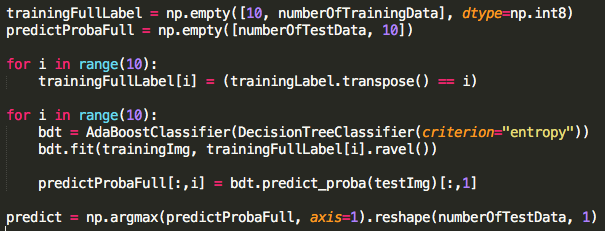 trainingFullLabel = np.empty([10, numberOfTrainingData], dtype=np.int8)
predictProbaFull = np.empty([numberOfTestData, 10])
for i in range(10):
trainingFullLabel[i] = (trainingLabel.transpose() == i)
for i in range(10):
bdt = AdaBoostClassifier(DecisionTreeClassifier(criterion="entropy"))
bdt.fit(trainingImg, trainingFullLabel[i].ravel())
predictProbaFull[:,i] = bdt.predict_proba(testImg)[:,1]
predict = np.argmax(predictProbaFull, axis=1).reshape(numberOfTestData, 1)